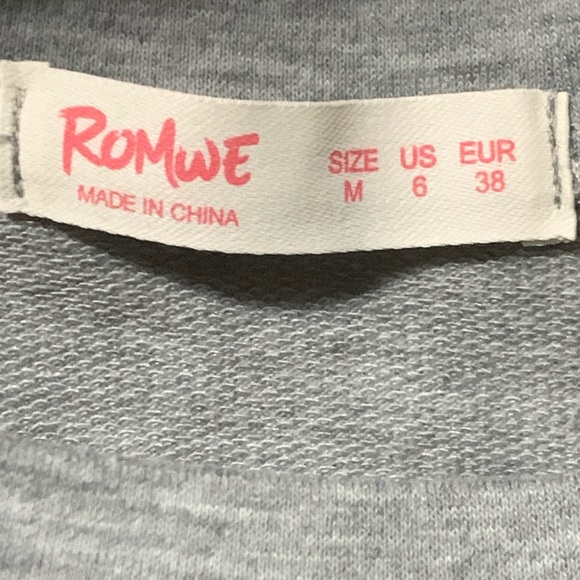 ROMWE
MADE IN CHINA
SIZE US EUR
M 6 38